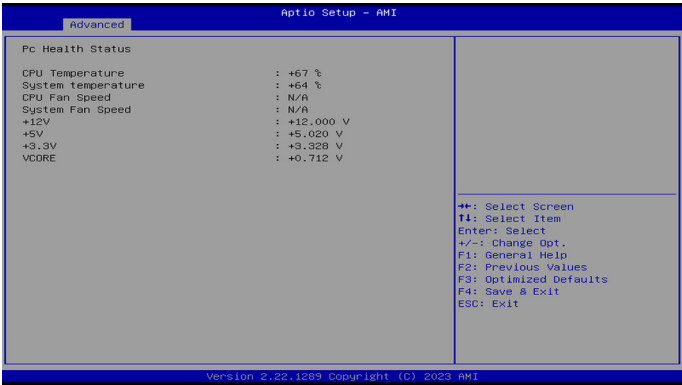 Aptio Setup - AMI
Advanced
Pc Health Status
CPU Temperature : +67 ℃
System temperature : +64 ℃
CPU Fan Speed : N/A
System Fan Speed : N/A
+12V : +12.000 V
+5V : +5.020 V
+3.3V : +3.328 V
VCORE : +0.712 V
→←: Select Screen
↑↓: Select Item
Enter: Select
+/-: Change Opt.
F1: General Help
F2: Previous Values
F3: Optimized Defaults
F4: Save & Exit
ESC: Exit
Version 2.22.1289 Copyright (C) 2023 AMI